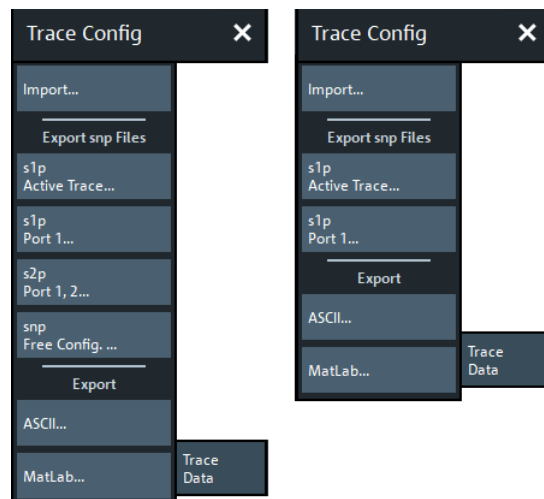 Trace Config
Import...
Export snp Files
s1p
Active Trace...
s1p
Port 1...
s2p
Port 1, 2...
snp
Free Config. ...
Export
ASCII...
MatLab...
Trace
Data
Trace Config
Import...
Export snp Files
s1p
Active Trace...
s1p
Port 1...
Export
ASCII...
MatLab...
Trace
Data